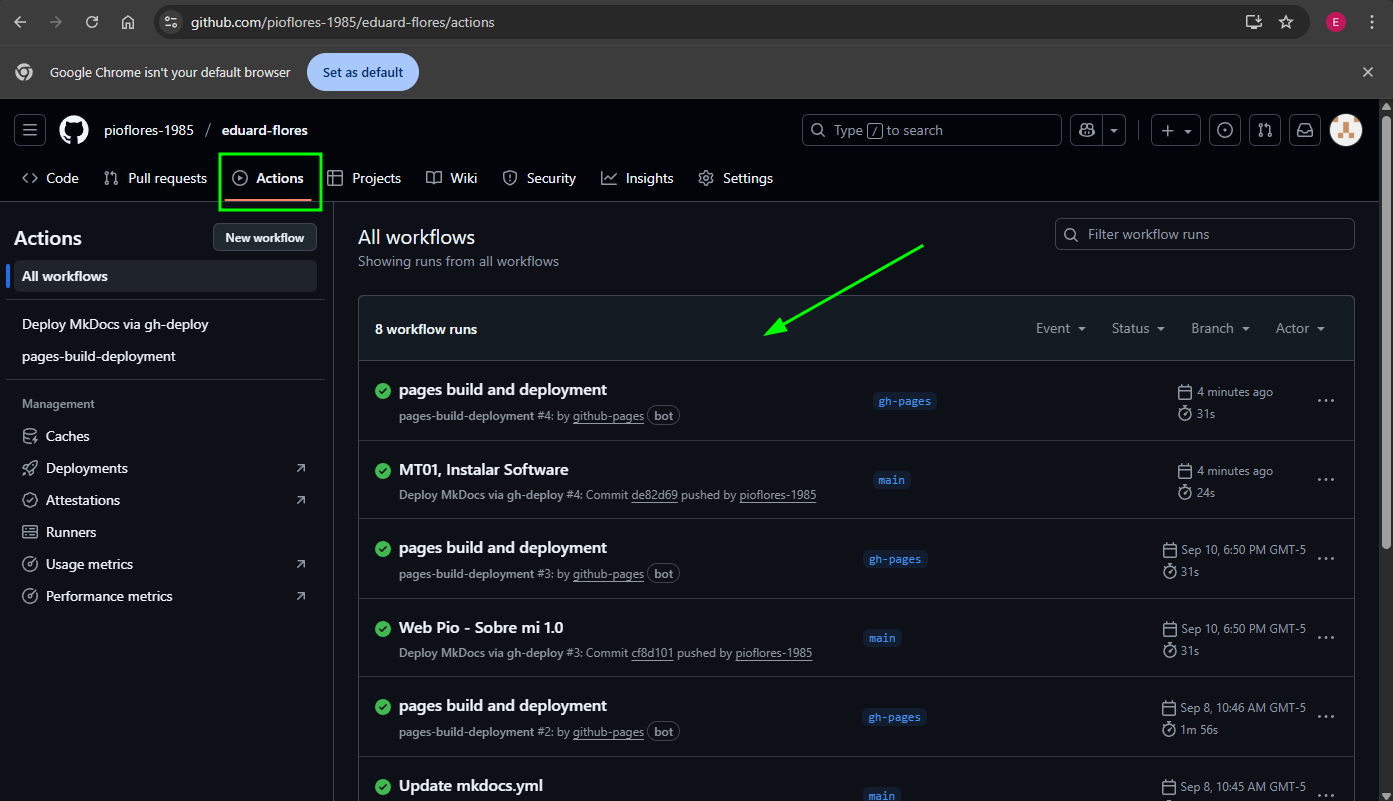 github.com/pioflores-1985/eduard-flores/actions
E
Google Chrome isn't your default browser
Set as default
pioflores-1985 / eduard-flores
Type / to search
Code
Pull requests
Actions
Projects
Wiki
Security
Insights
Settings
Actions
New workflow
All workflows
Deploy MkDocs via gh-deploy
pages-build-deployment
Management
Caches
Deployments
Attestations
Runners
Usage metrics
Performance metrics
All workflows
Showing runs from all workflows
Filter workflow runs
8 workflow runs
Event
Status
Branch
Actor
pages build and deployment
pages-build-deployment #4: by github-pages bot
gh-pages
4 minutes ago
31s
MT01, Instalar Software
Deploy MkDocs via gh-deploy #4: Commit de82d69 pushed by pioflores-1985
main
4 minutes ago
24s
pages build and deployment
pages-build-deployment #3: by github-pages bot
gh-pages
Sep 10, 6:50 PM GMT-5
31s
Web Pio - Sobre mi 1.0
Deploy MkDocs via gh-deploy #3: Commit cf8d101 pushed by pioflores-1985
main
Sep 10, 6:50 PM GMT-5
31s
pages build and deployment
pages-build-deployment #2: by github-pages bot
gh-pages
Sep 8, 10:46 AM GMT-5
1m 56s
Update mkdocs.yml
main
Sep 8, 10:45 AM GMT-5